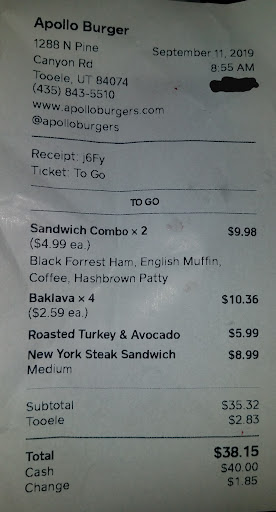 Apollo Burger
1288 N Pine
Canyon Rd
Tooele, UT 84074
(435) 843-5510
September 11, 2019
8:55 AM
www.apolloburgers.com
@apolloburgers
Receipt: j6Fy
Ticket: To Go
TO GO
Sandwich Combo × 2 $9.98
($4.99 ea.)
Black Forrest Ham, English Muffin,
Coffee, Hashbrown Patty
Baklava × 4 $10.36
($2.59 ea.)
Roasted Turkey & Avocado $5.99
New York Steak Sandwich $8.99
Medium
Subtotal $35.32
Tooele $2.83
Total $38.15
Cash $40.00
Change $1.85